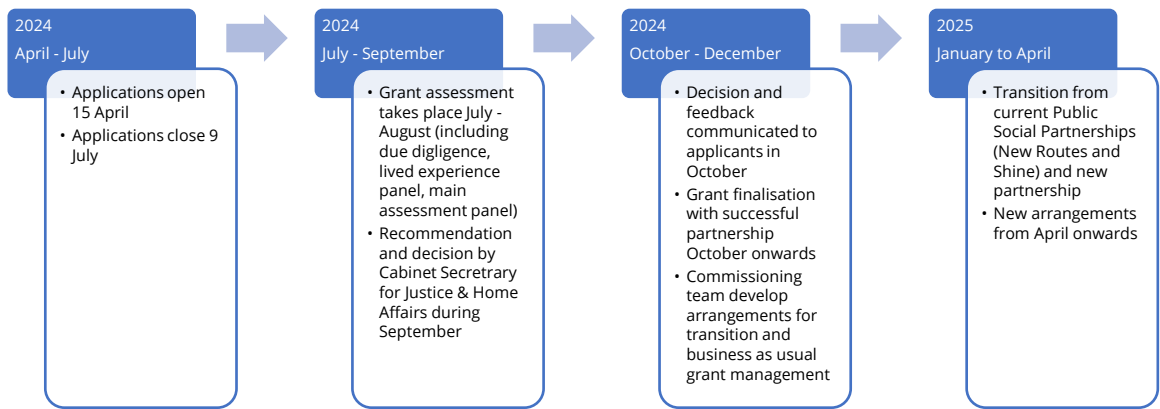 2024
April - July
• Applications open
15 April
• Applications close 9
July
2024
July - September
• Grant assessment
takes place July -
August (including
due digligence,
lived experience
panel, main
assessment panel)
• Recommendation
and decision by
Cabinet Secretrary
for Justice & Home
Affairs during
September
2024
October - December
• Decision and
feedback
communicated to
applicants in
October
• Grant finalisation
with successful
partnership
October onwards
• Commissioning
team develop
arrangements for
transition and
business as usual
grant management
2025
January to April
• Transition from
current Public
Social Partnerships
(New Routes and
Shine) and new
partnership
• New arrangements
from April onwards